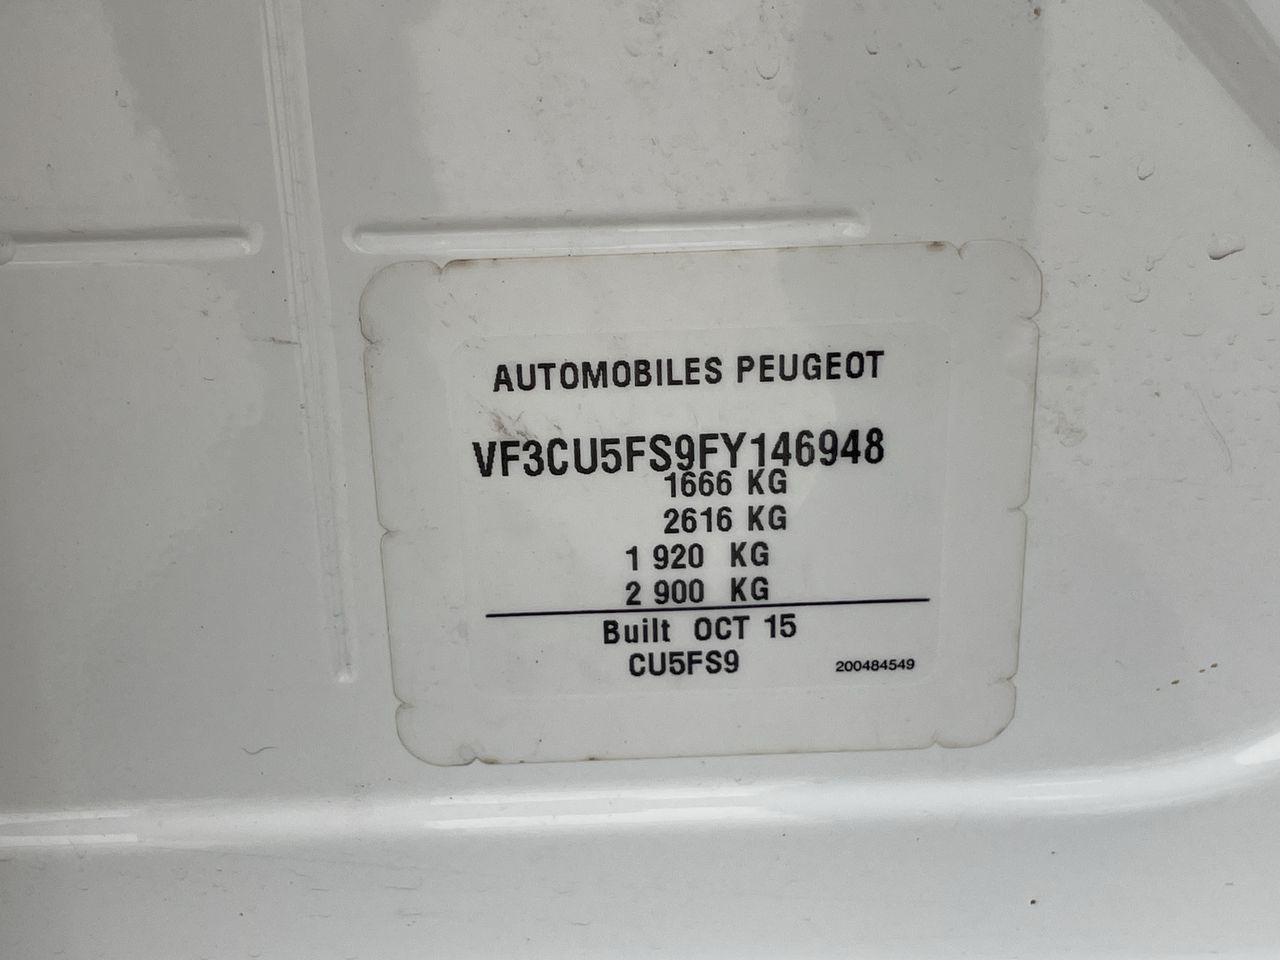 AUTOMOBILES PEUGEOT
VF3CU5FS9FY146948
1666 KG
2616 KG
1 920 KG
2 900 KG
Built OCT 15
CU5FS9 200484549